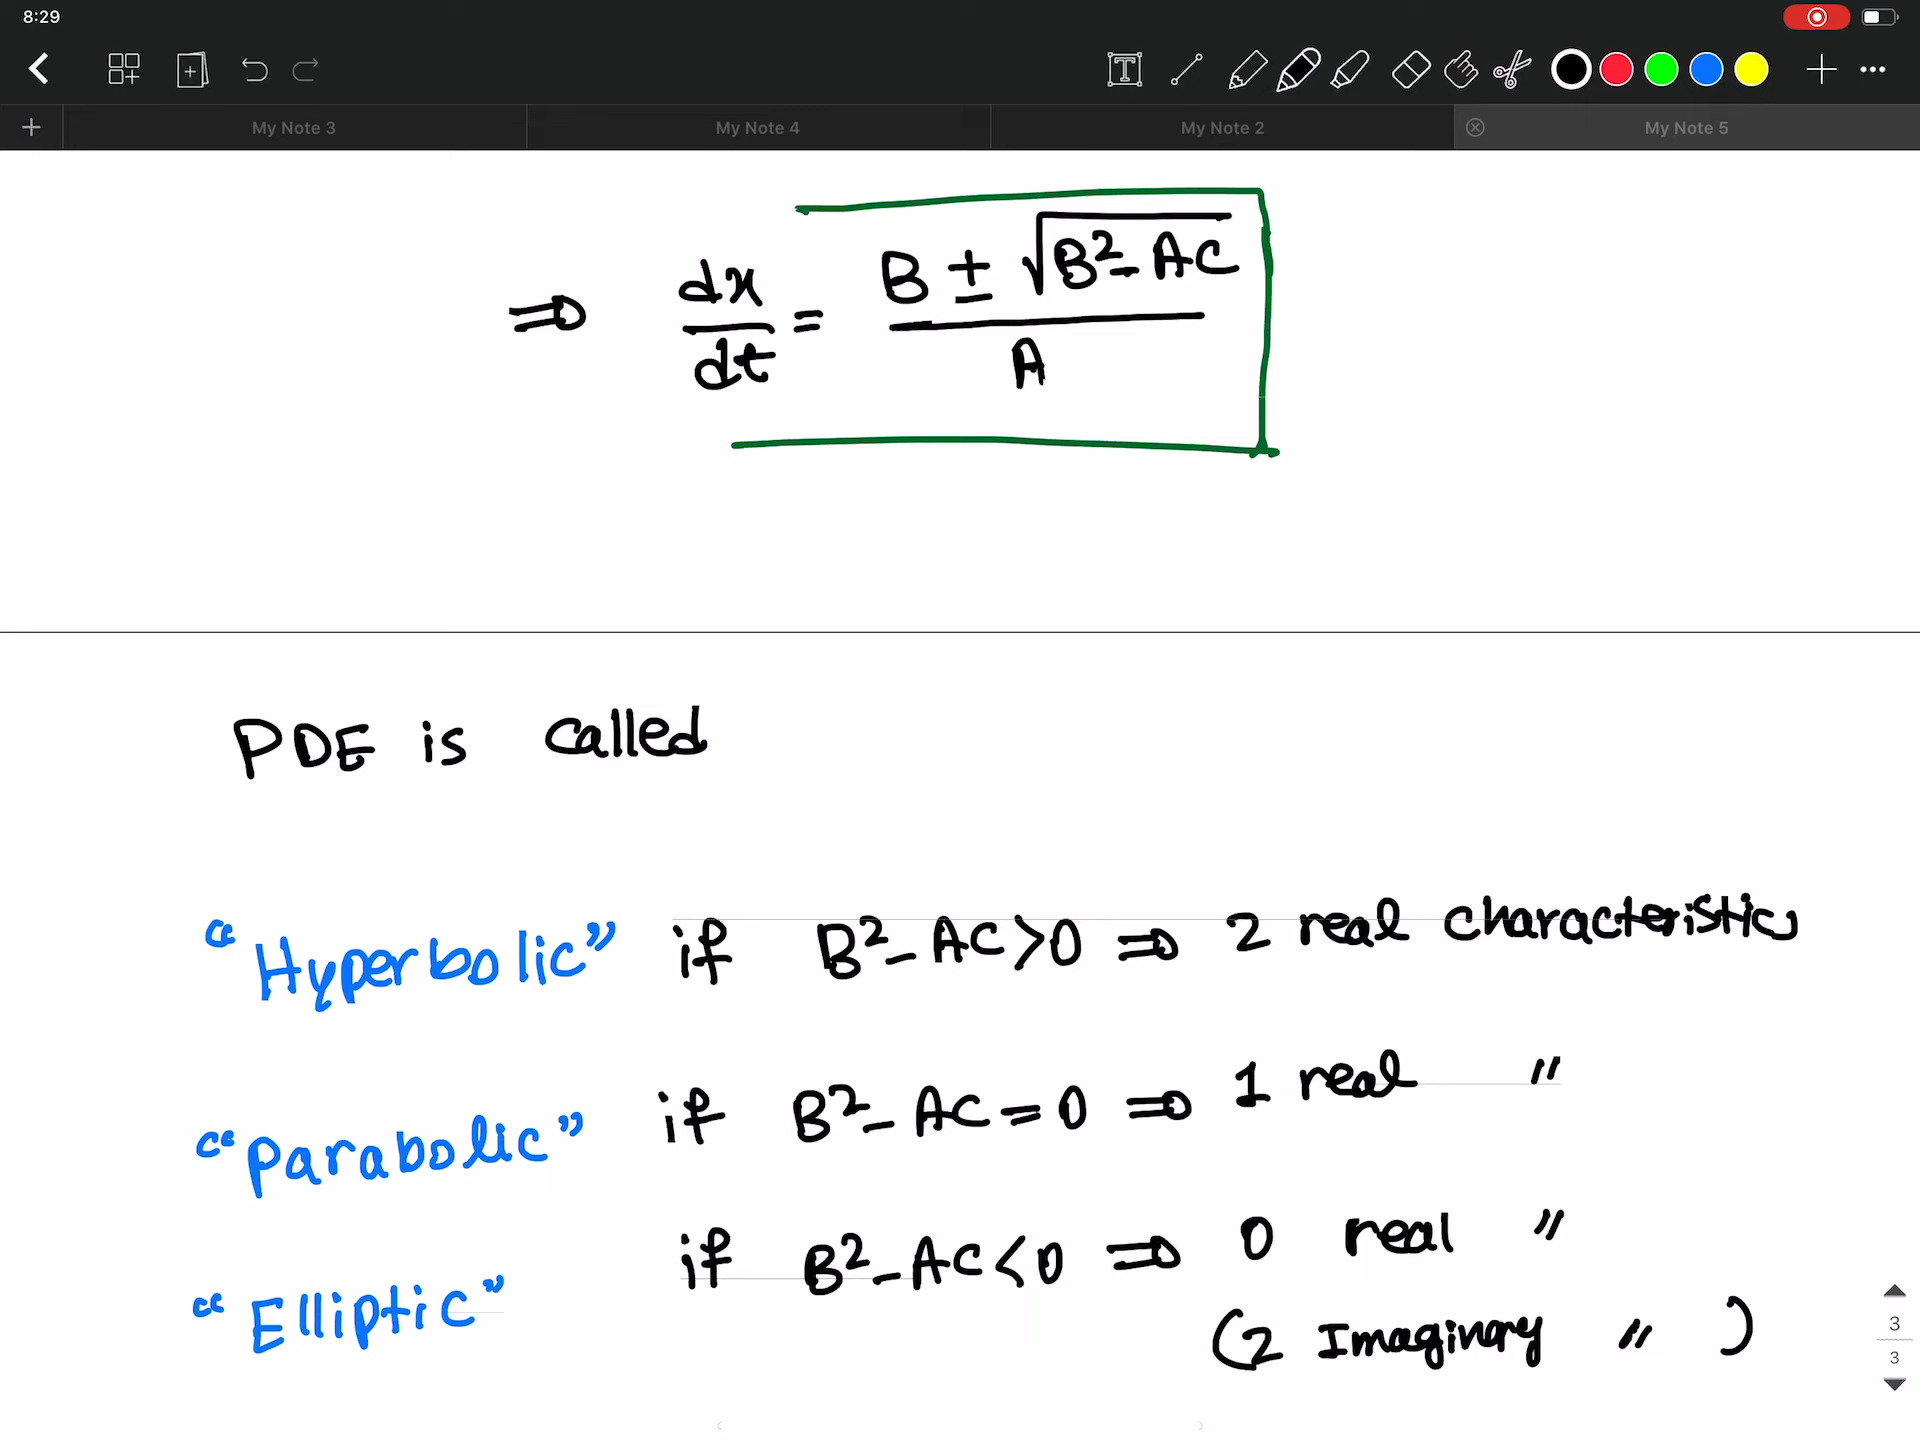 8:29
My Note 3 My Note 4 My Note 2 My Note 5
⇒ dx/dt = (B ± √(B² - AC)) / A
PDE is called
"Hyperbolic" if B² - AC > 0 ⇒ 2 real characteristics
"Parabolic" if B² - AC = 0 ⇒ 1 real "
"Elliptic" if B² - AC < 0 ⇒ 0 real "
(2 Imaginary " )
3
3